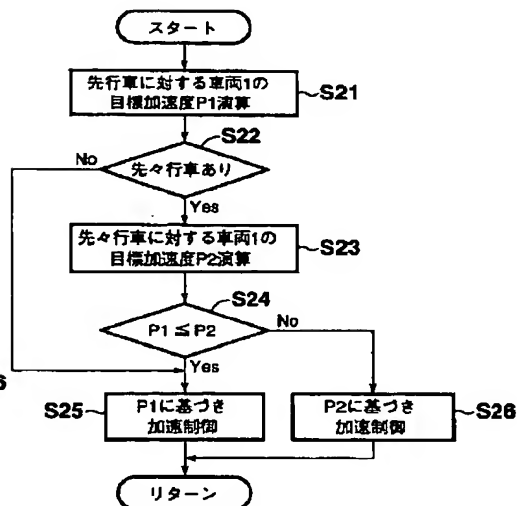 スタート
先行車に対する車両1の
目標加速度P1演算
S21
S22
先々行車あり
No
Yes
先々行車に対する車両1の
目標加速度P2演算
S23
S24
P1≦P2
No
Yes
6
S25
P1に基づき
加速制御
P2に基づき
加速制御
S26
リターン